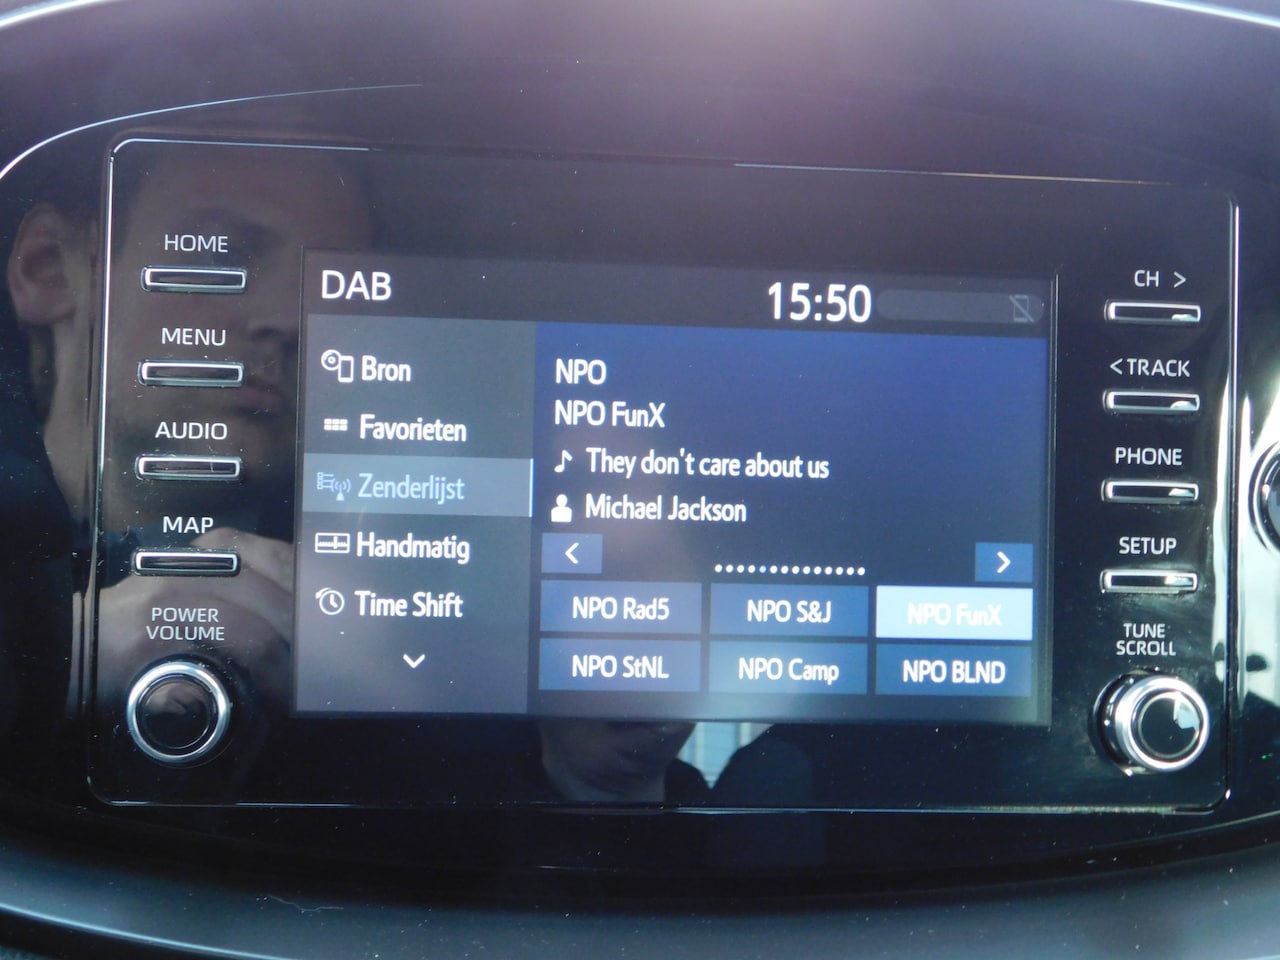 HOME
MENU
AUDIO
MAP
POWER
VOLUME
DAB
15:50
Bron
Favorieten
Zenderlijst
Handmatig
Time Shift
NPO
NPO FunX
They don't care about us
Michael Jackson
< >
NPO Rad5 NPO S&J NPO FunX
NPO StNL NPO Camp NPO BLND
CH >
< TRACK
PHONE
SETUP
TUNE
SCROLL